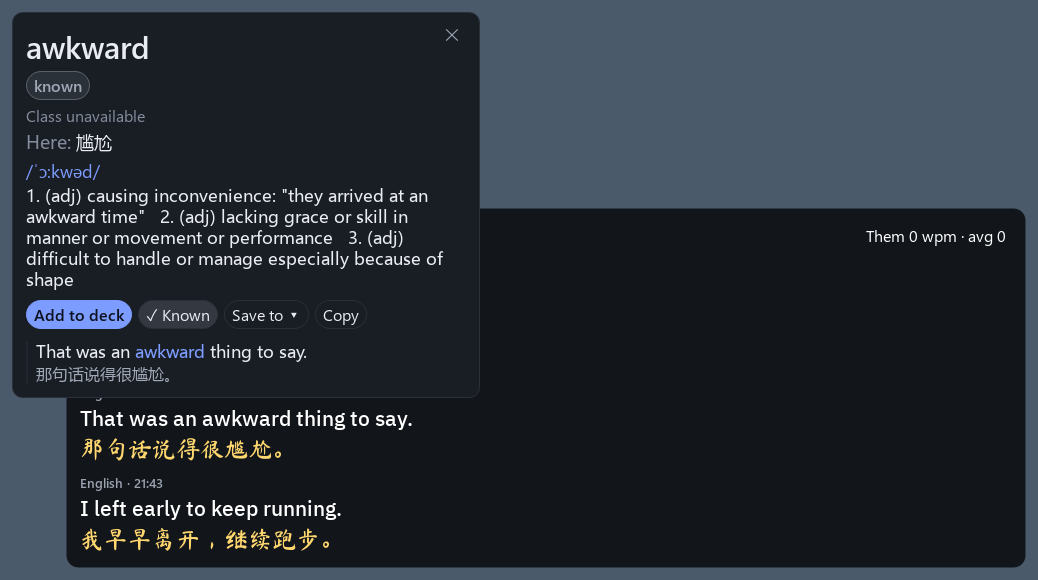 awkward
known
Class unavailable
Here: 尴尬
/ˈɔːkwəd/
1. (adj) causing inconvenience: "they arrived at an
awkward time"   2. (adj) lacking grace or skill in
manner or movement or performance   3. (adj)
difficult to handle or manage especially because of
shape
Add to deck ✓ Known Save to ▾ Copy
That was an awkward thing to say.
那句话说得很尴尬。
Them 0 wpm · avg 0
That was an awkward thing to say.
那句话说得很尴尬。
English · 21:43
I left early to keep running.
我早早离开，继续跑步。